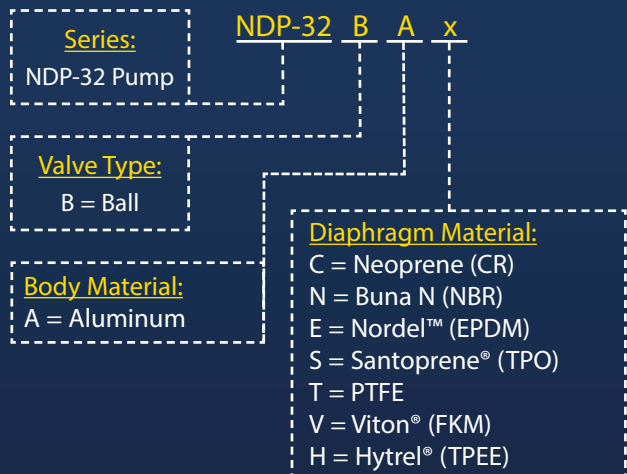 NDP-32 B A x
Series:
NDP-32 Pump
Valve Type:
B = Ball
Body Material:
A = Aluminum
Diaphragm Material:
C = Neoprene (CR)
N = Buna N (NBR)
E = Nordel™ (EPDM)
S = Santoprene® (TPO)
T = PTFE
V = Viton® (FKM)
H = Hytrel® (TPEE)